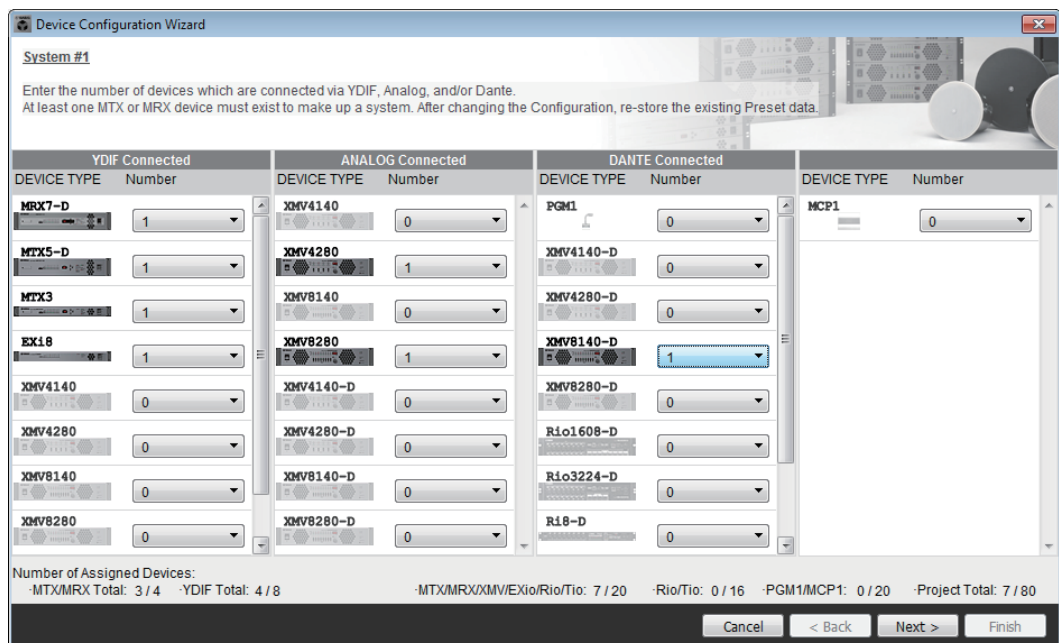 Device Configuration Wizard
System #1
Enter the number of devices which are connected via YDIF, Analog, and/or Dante.
At least one MTX or MRX device must exist to make up a system. After changing the Configuration, re-store the existing Preset data.
YDIF Connected ANALOG Connected DANTE Connected
DEVICE TYPE Number DEVICE TYPE Number DEVICE TYPE Number DEVICE TYPE Number
MRX7-D 1 XMV4140 0 PGM1 0 MCP1 0
MTX5-D 1 XMV4280 1 XMV4140-D 0
MTX3 1 XMV8140 0 XMV4280-D 0
EXi8 1 XMV8280 1 XMV8140-D 1
XMV4140 0 XMV4140-D 0 XMV8280-D 0
XMV4280 0 XMV4280-D 0 Rio1608-D 0
XMV8140 0 XMV8140-D 0 Rio3224-D 0
XMV8280 0 XMV8280-D 0 Ri8-D 0
Number of Assigned Devices:
·MTX/MRX Total: 3 / 4 ·YDIF Total: 4 / 8 ·MTX/MRX/XMV/EXio/Rio/Tio: 7 / 20 ·Rio/Tio: 0 / 16 ·PGM1/MCP1: 0 / 20 ·Project Total: 7 / 80
Cancel < Back Next > Finish